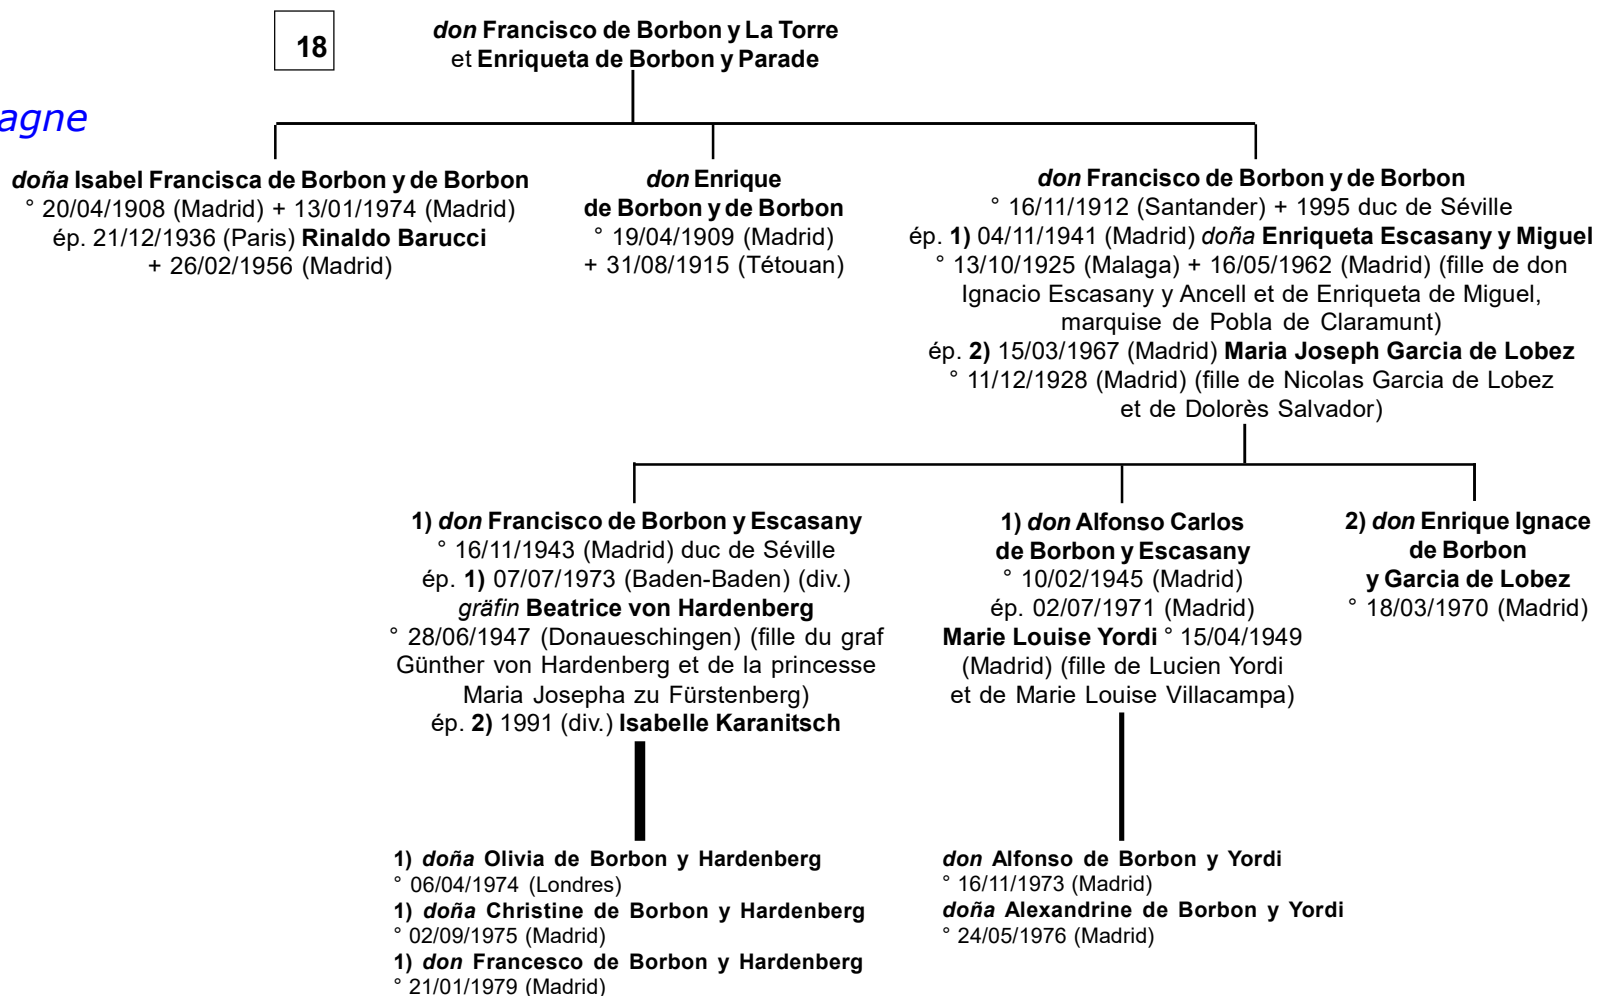 18
don Francisco de Borbon y La Torre
et Enriqueta de Borbon y Parade
agne
doña Isabel Francisca de Borbon y de Borbon
° 20/04/1908 (Madrid) + 13/01/1974 (Madrid)
ép. 21/12/1936 (Paris) Rinaldo Barucci
+ 26/02/1956 (Madrid)
don Enrique
de Borbon y de Borbon
° 19/04/1909 (Madrid)
+ 31/08/1915 (Tétouan)
don Francisco de Borbon y de Borbon
° 16/11/1912 (Santander) + 1995 duc de Séville
ép. 1) 04/11/1941 (Madrid) doña Enriqueta Escasany y Miguel
° 13/10/1925 (Malaga) + 16/05/1962 (Madrid) (fille de don
Ignacio Escasany y Ancell et de Enriqueta de Miguel,
marquise de Pobla de Claramunt)
ép. 2) 15/03/1967 (Madrid) Maria Joseph Garcia de Lobez
° 11/12/1928 (Madrid) (fille de Nicolas Garcia de Lobez
et de Dolorès Salvador)
1) don Francisco de Borbon y Escasany
° 16/11/1943 (Madrid) duc de Séville
ép. 1) 07/07/1973 (Baden-Baden) (div.)
gräfin Beatrice von Hardenberg
° 28/06/1947 (Donaueschingen) (fille du graf
Günther von Hardenberg et de la princesse
Maria Josepha zu Fürstenberg)
ép. 2) 1991 (div.) Isabelle Karanitsch
1) don Alfonso Carlos
de Borbon y Escasany
° 10/02/1945 (Madrid)
ép. 02/07/1971 (Madrid)
Marie Louise Yordi ° 15/04/1949
(Madrid) (fille de Lucien Yordi
et de Marie Louise Villacampa)
2) don Enrique Ignace
de Borbon
y Garcia de Lobez
° 18/03/1970 (Madrid)
1) doña Olivia de Borbon y Hardenberg
° 06/04/1974 (Londres)
1) doña Christine de Borbon y Hardenberg
° 02/09/1975 (Madrid)
1) don Francesco de Borbon y Hardenberg
° 21/01/1979 (Madrid)
don Alfonso de Borbon y Yordi
° 16/11/1973 (Madrid)
doña Alexandrine de Borbon y Yordi
° 24/05/1976 (Madrid)